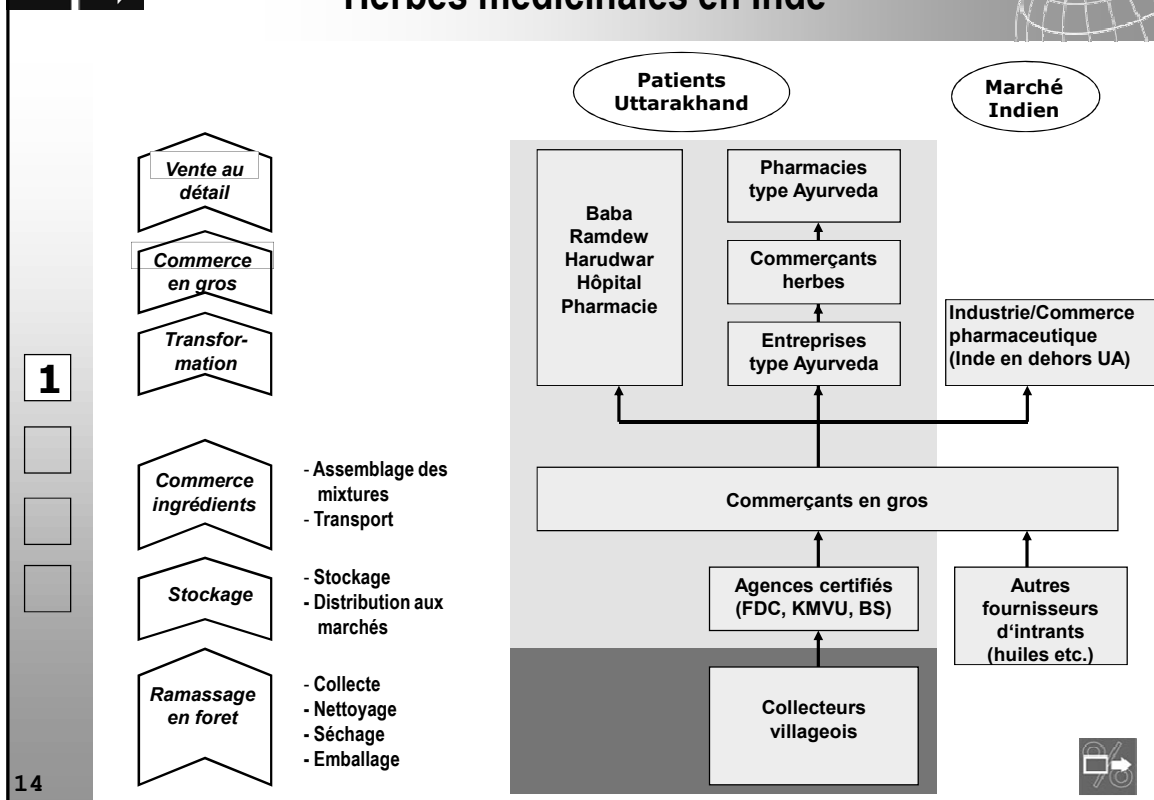 Herbes médicinales en Inde
Patients
Uttarakhand
Marché
Indien
Vente au
détail
Commerce
en gros
Transfor-
mation
Commerce
ingrédients
Stockage
Ramassage
en foret
- Assemblage des
mixtures
- Transport
- Stockage
- Distribution aux
marchés
- Collecte
- Nettoyage
- Séchage
- Emballage
Baba
Ramdew
Harudwar
Hôpital
Pharmacie
Pharmacies
type Ayurveda
Commerçants
herbes
Entreprises
type Ayurveda
Industrie/Commerce
pharmaceutique
(Inde en dehors UA)
Commerçants en gros
Agences certifiés
(FDC, KMVU, BS)
Autres
fournisseurs
d‘intrants
(huiles etc.)
Collecteurs
villageois
1
14